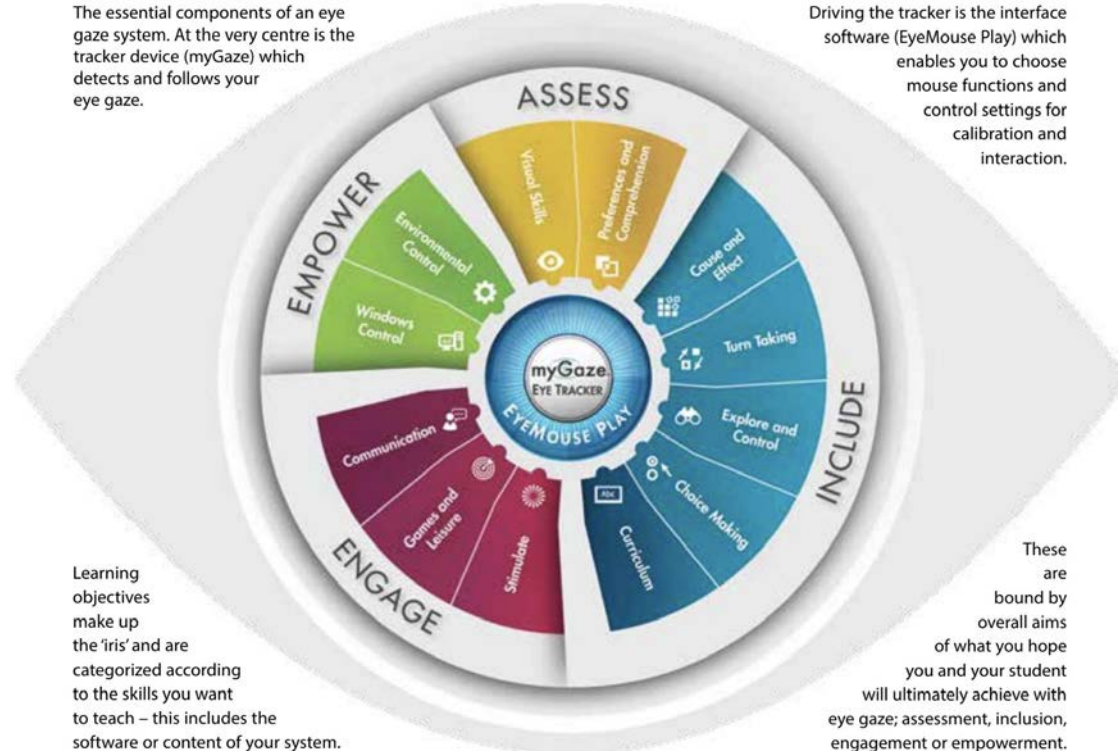 The essential components of an eye
gaze system. At the very centre is the
tracker device (myGaze) which
detects and follows your
eye gaze.
Driving the tracker is the interface
software (EyeMouse Play) which
enables you to choose
mouse functions and
control settings for
calibration and
interaction.
ASSESS
Visual Skills
Preferences and
Comprehension
EMPOWER
Environmental
Control
Windows
Control
INCLUDE
Cause and
Effect
Turn Taking
Explore and
Control
Choice Making
Curriculum
Abc
myGaze
EYE TRACKER
EYEMOUSE PLAY
ENGAGE
Communication
Games and
Leisure
Stimulate
Learning
objectives
make up
the ‘iris’ and are
categorized according
to the skills you want
to teach – this includes the
software or content of your system.
These
are
bound by
overall aims
of what you hope
you and your student
will ultimately achieve with
eye gaze; assessment, inclusion,
engagement or empowerment.